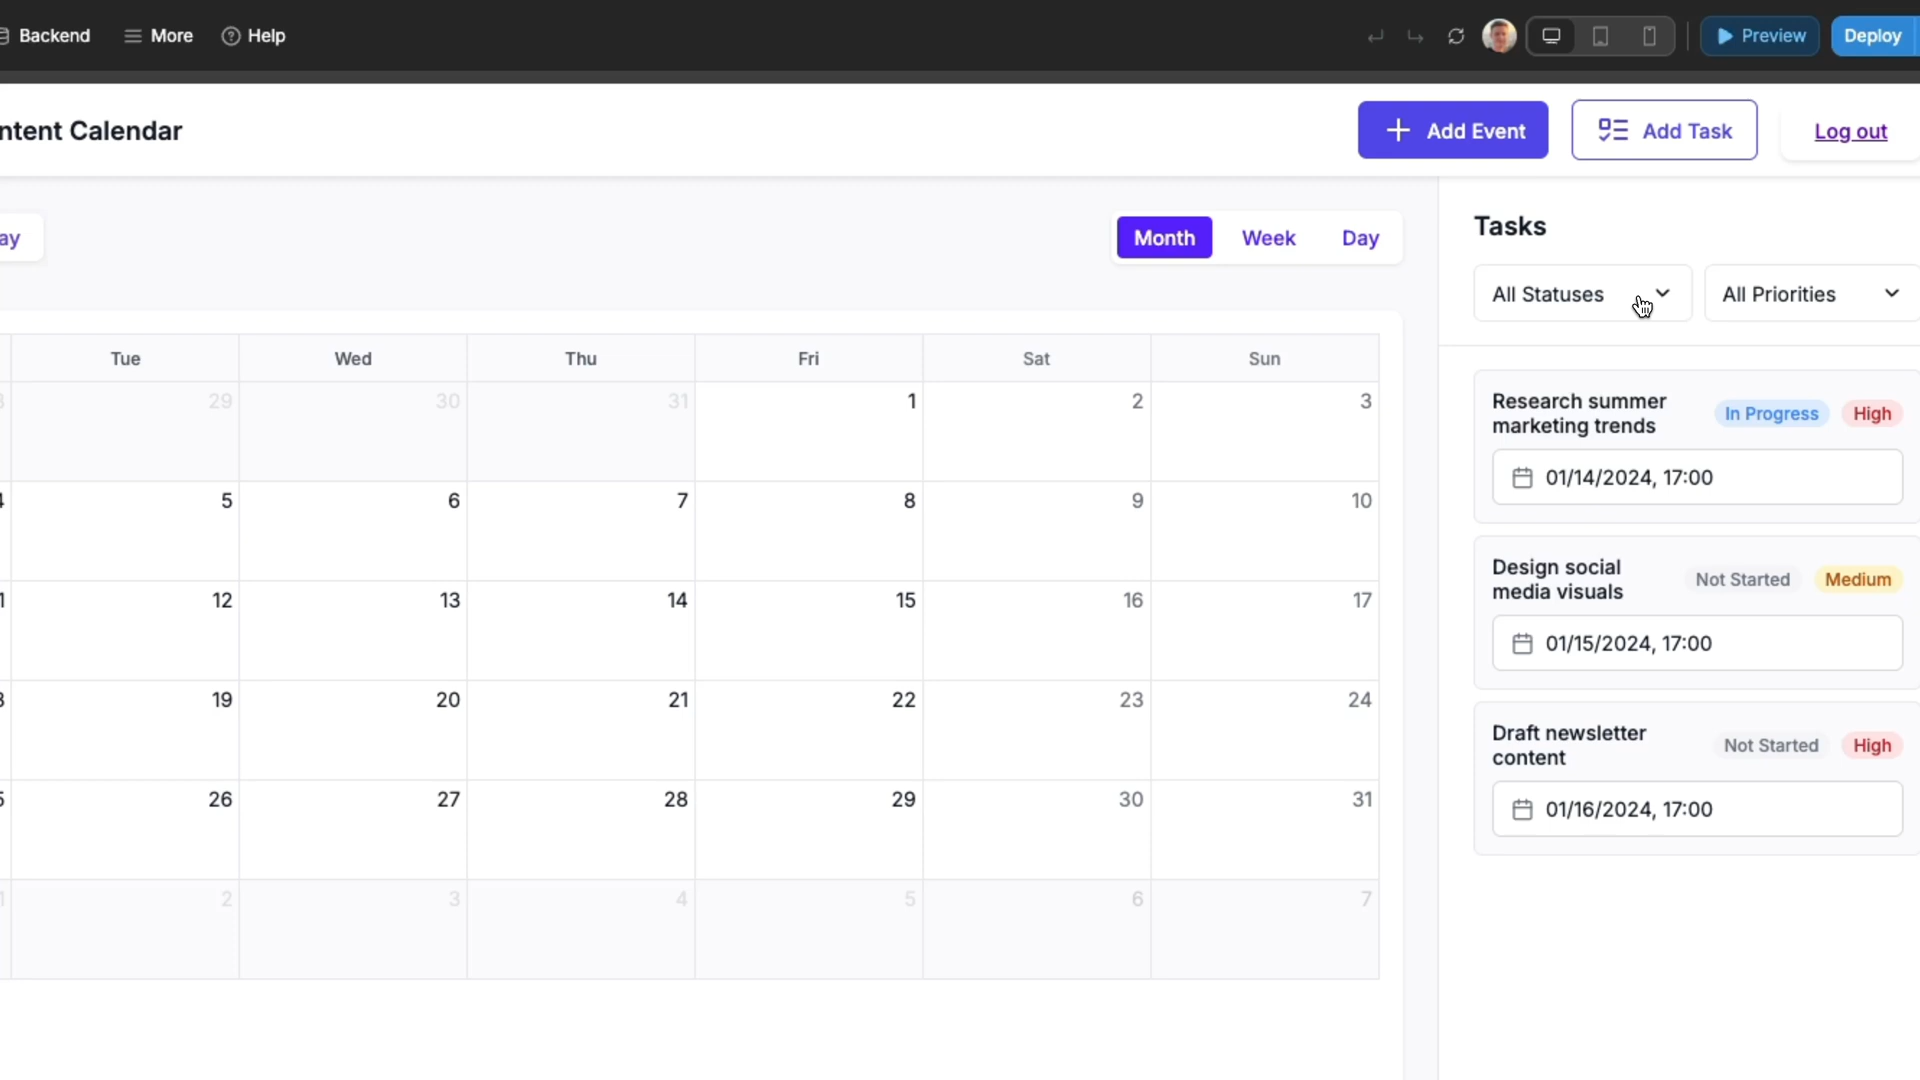 Backend More Help Preview Deploy
ntent Calendar Add Event Add Task Log out
ay Month Week Day
Tasks
All Statuses All Priorities
Tue Wed Thu Fri Sat Sun
29 30 31 1 2 3
5 6 7 8 9 10
12 13 14 15 16 17
19 20 21 22 23 24
26 27 28 29 30 31
2 3 4 5 6 7
Research summer
marketing trends
In Progress High
01/14/2024, 17:00
Design social
media visuals
Not Started Medium
01/15/2024, 17:00
Draft newsletter
content
Not Started High
01/16/2024, 17:00